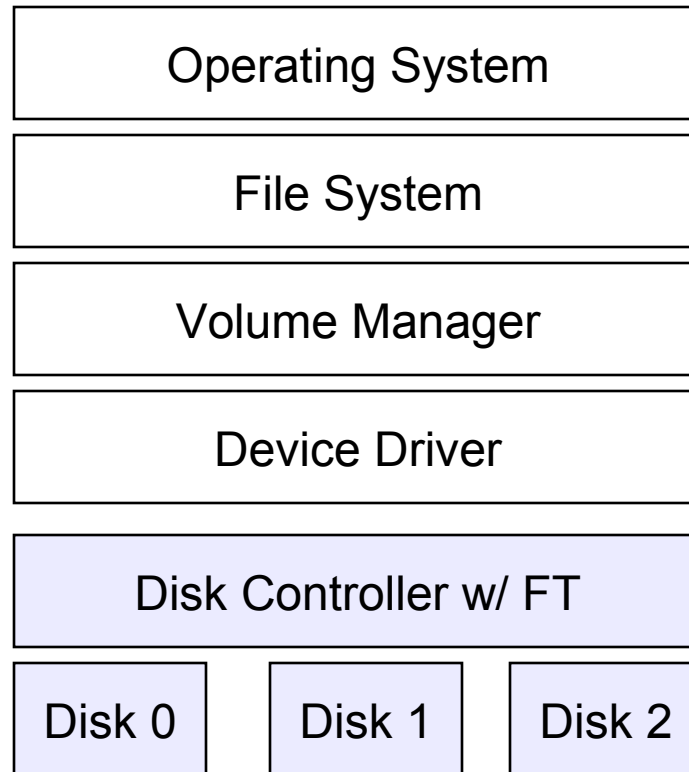 Operating System
File System
Volume Manager
Device Driver
Disk Controller w/ FT
Disk 0 Disk 1 Disk 2